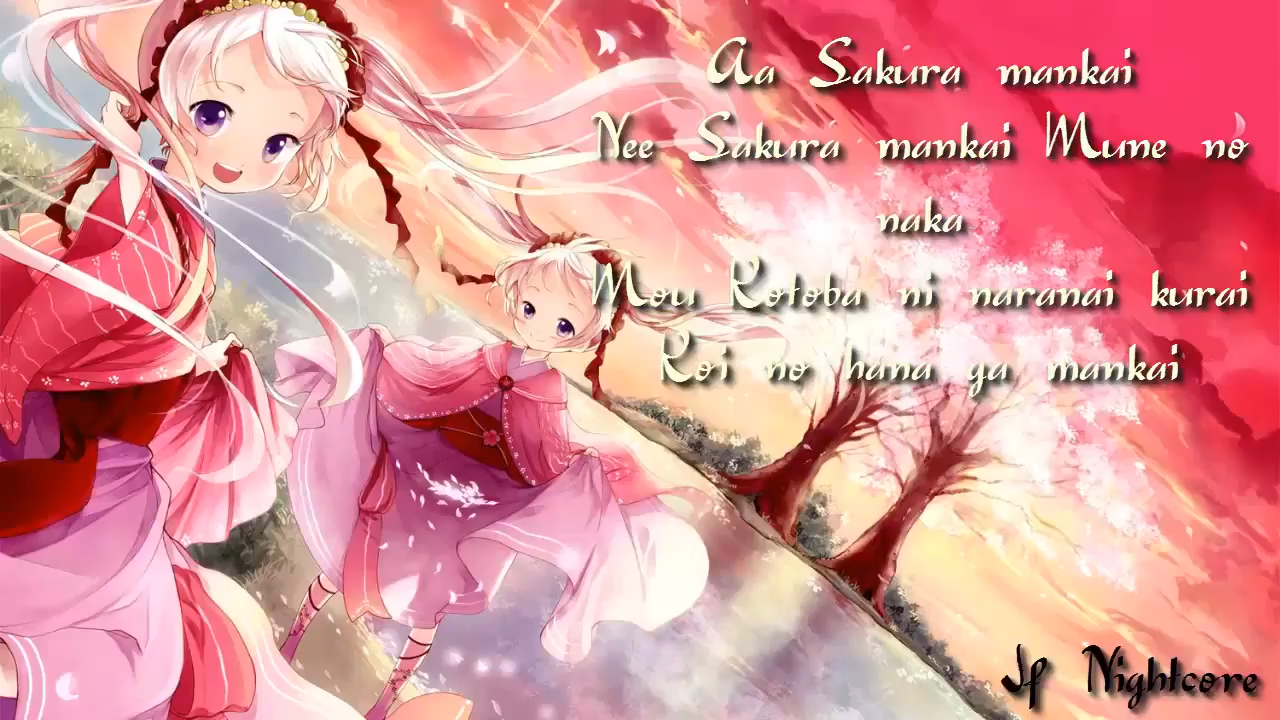 Aa Sakura mankai
Nee Sakura mankai Mune no
naka
Mou Kotoba ni naranai kurai
Koi no hana ga mankai
Jf Nightcore